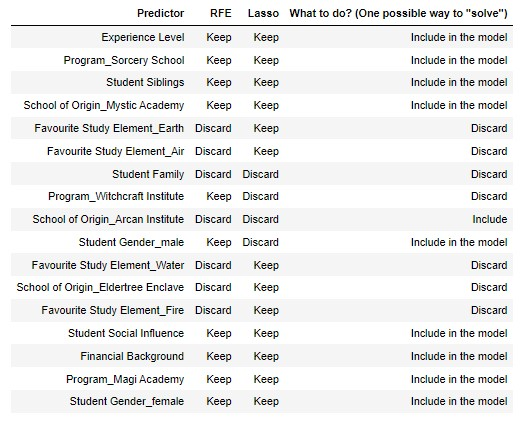 Predictor RFE Lasso What to do? (One possible way to "solve")
Experience Level Keep Keep Include in the model
Program_Sorcery School Keep Keep Include in the model
Student Siblings Keep Keep Include in the model
School of Origin_Mystic Academy Keep Keep Include in the model
Favourite Study Element_Earth Discard Keep Discard
Favourite Study Element_Air Discard Keep Discard
Student Family Discard Discard Discard
Program_Witchcraft Institute Keep Discard Discard
School of Origin_Arcan Institute Discard Discard Include
Student Gender_male Keep Discard Include in the model
Favourite Study Element_Water Discard Keep Discard
School of Origin_Eldertree Enclave Discard Keep Discard
Favourite Study Element_Fire Discard Keep Discard
Student Social Influence Keep Keep Include in the model
Financial Background Keep Keep Include in the model
Program_Magi Academy Keep Keep Include in the model
Student Gender_female Keep Keep Include in the model